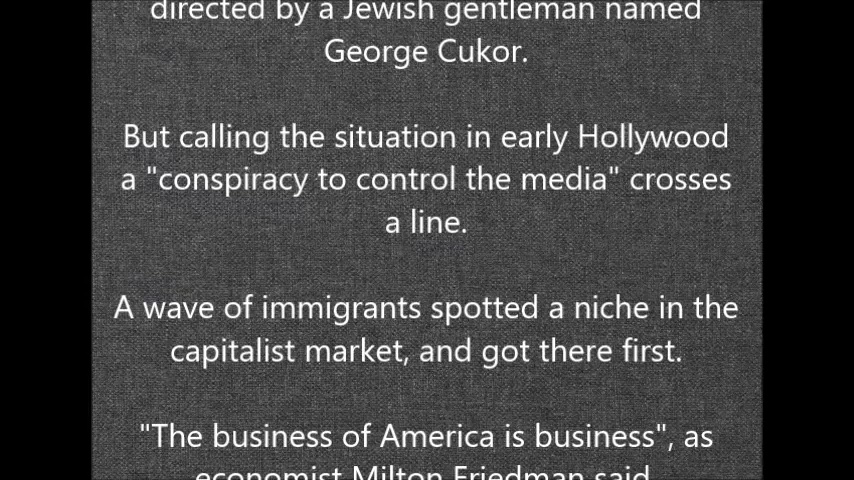 directed by a Jewish gentleman named
George Cukor.
But calling the situation in early Hollywood
a "conspiracy to control the media" crosses
a line.
A wave of immigrants spotted a niche in the
capitalist market, and got there first.
"The business of America is business", as
economist Milton Friedman said